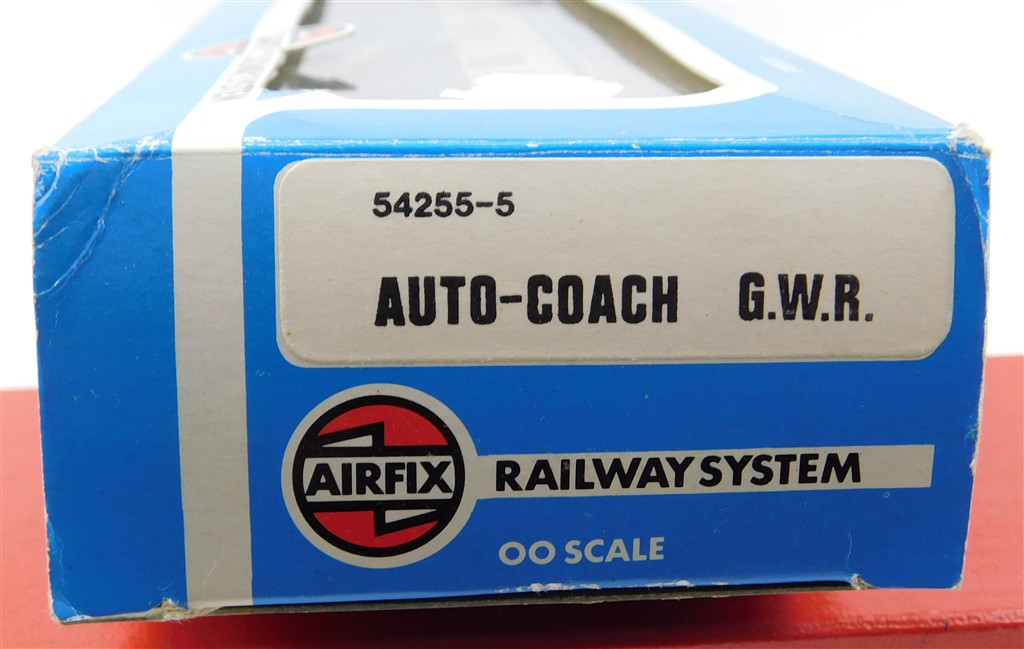 54255-5
AUTO-COACH G.W.R.
AIRFIX
RAILWAY SYSTEM
OO SCALE